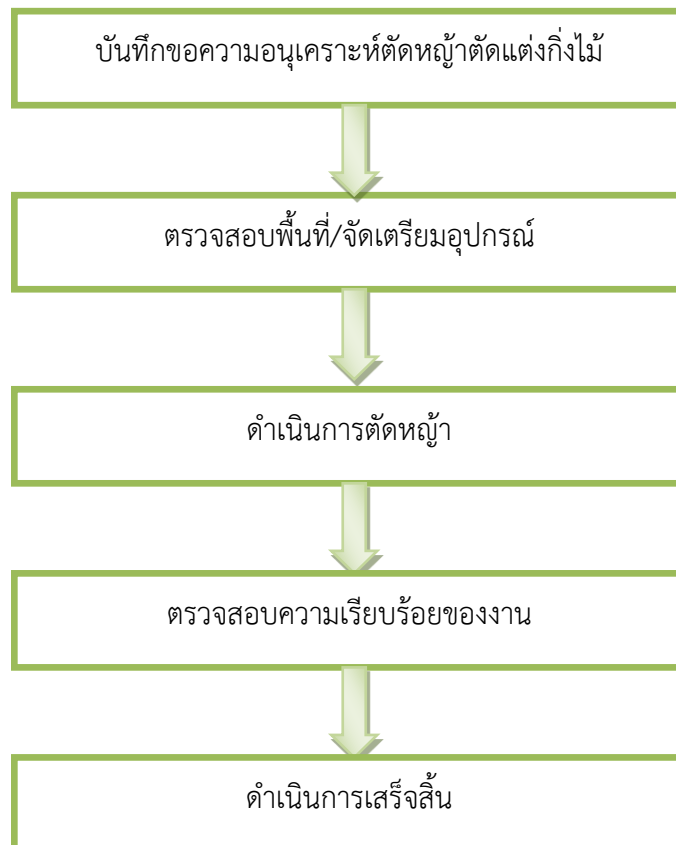 บันทึกขอความอนุเคราะห์ตัดหญ้าตัดแต่งกิ่งไม้
ตรวจสอบพื้นที่/จัดเตรียมอุปกรณ์
ดำเนินการตัดหญ้า
ตรวจสอบความเรียบร้อยของงาน
ดำเนินการเสร็จสิ้น